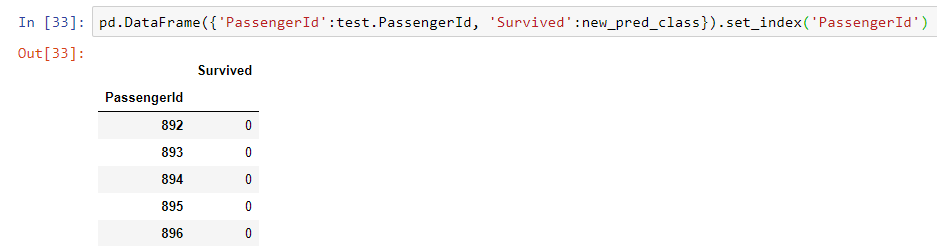 In [33]: pd.DataFrame({'PassengerId':test.PassengerId, 'Survived':new_pred_class}).set_index('PassengerId')
Out[33]:
Survived
PassengerId
892 0
893 0
894 0
895 0
896 0